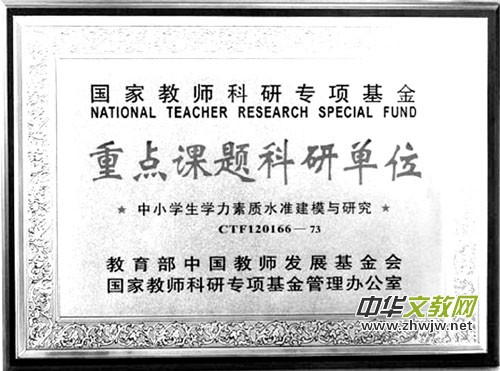 国家教师科研专项基金
NATIONAL TEACHER RESEARCH SPECIAL FUND
重点课题科研单位
★ 中小学生学力素质水准建模与研究 ★
CTF120166-73
教育部中国教师发展基金会
国家教师科研专项基金管理办公室
中华文教网
www.zhwjw.net